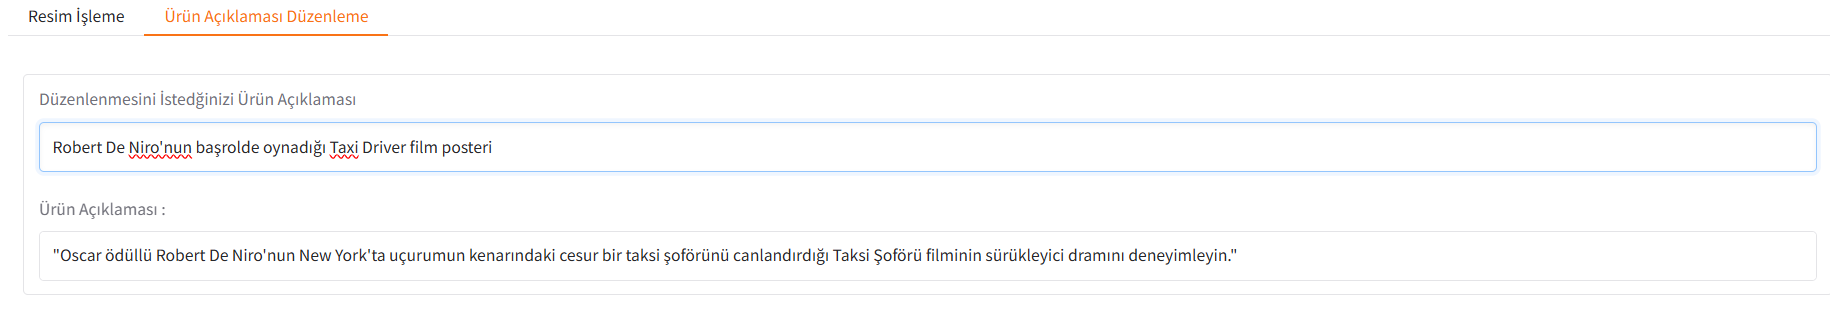 Resim İşleme
Ürün Açıklaması Düzenleme
Düzenlenmesini İstedğinizi Ürün Açıklaması
Robert De Niro'nun başrolde oynadığı Taxi Driver film posteri
Ürün Açıklaması :
"Oscar ödüllü Robert De Niro'nun New York'ta uçurumun kenarındaki cesur bir taksi şoförünü canlandırdığı Taksi Şoförü filminin sürükleyici dramını deneyimleyin."